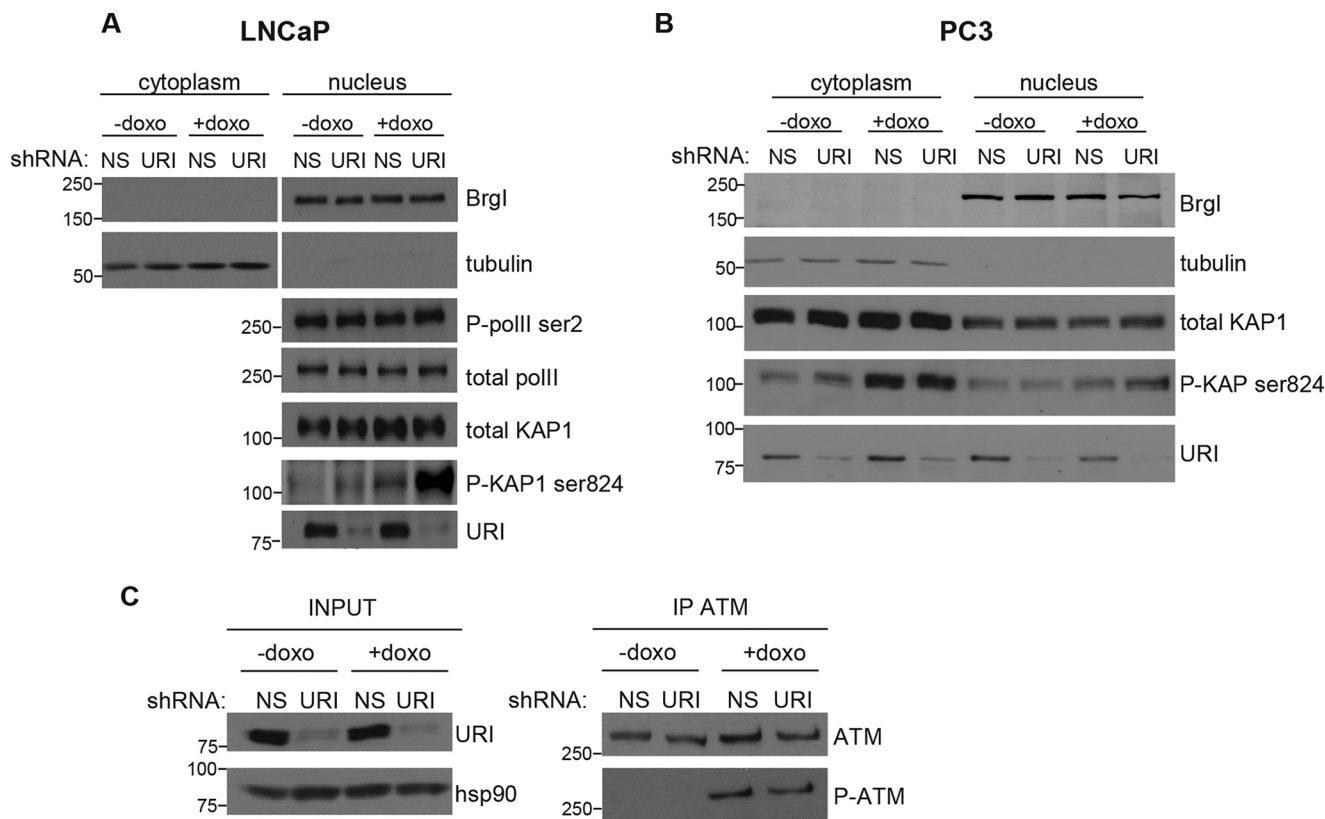 A
LNCaP
cytoplasm nucleus
-doxo +doxo -doxo +doxo
shRNA: NS URI NS URI NS URI NS URI
250
150
BrgI
50
tubulin
250
P-polII ser2
250
total polII
100
total KAP1
100
P-KAP1 ser824
75
URI
B
PC3
cytoplasm nucleus
-doxo +doxo -doxo +doxo
shRNA: NS URI NS URI NS URI NS URI
250
150
BrgI
50
tubulin
100
total KAP1
100
P-KAP ser824
100
75
URI
C
INPUT
-doxo +doxo
shRNA: NS URI NS URI
75
URI
100
75
hsp90
IP ATM
-doxo +doxo
shRNA: NS URI NS URI
250
ATM
250
P-ATM